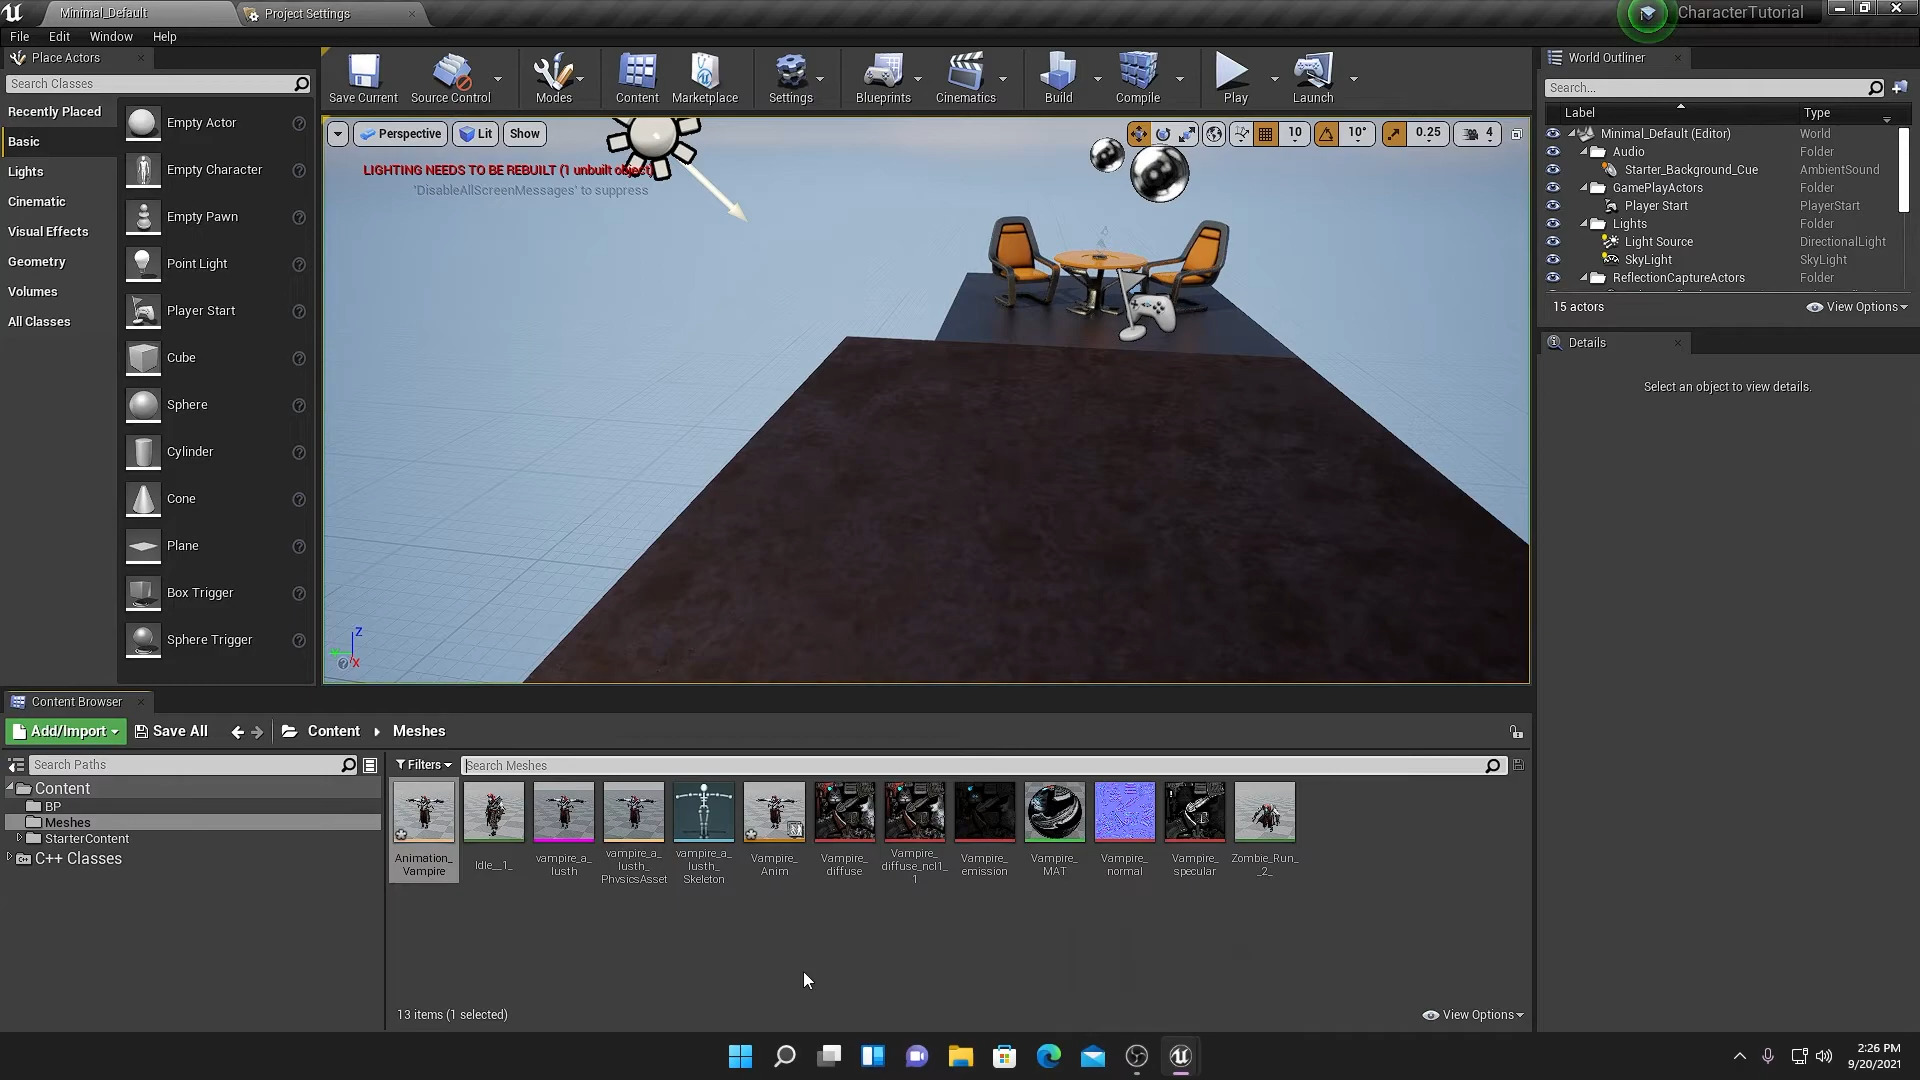 Minimal_Default
Project Settings
CharacterTutorial
File
Edit
Window
Help
Place Actors
Search Classes
Recently Placed
Basic
Lights
Cinematic
Visual Effects
Geometry
Volumes
All Classes
Empty Actor
Empty Character
Empty Pawn
Point Light
Player Start
Cube
Sphere
Cylinder
Cone
Plane
Box Trigger
Sphere Trigger
Save Current
Source Control
Modes
Content
Marketplace
Settings
Blueprints
Cinematics
Build
Compile
Play
Launch
Perspective
Lit
Show
10
10°
0.25
4
LIGHTING NEEDS TO BE REBUILT (1 unbuilt object)
'DisableAllScreenMessages' to suppress
Z
X
World Outliner
Search...
Label
Type
Minimal_Default (Editor)
World
Audio
Folder
Starter_Background_Cue
AmbientSound
GamePlayActors
Folder
Player Start
PlayerStart
Lights
Folder
Light Source
DirectionalLight
SkyLight
SkyLight
ReflectionCaptureActors
Folder
15 actors
View Options
Details
Select an object to view details.
Content Browser
Add/Import
Save All
Content
Meshes
Search Paths
Content
BP
Meshes
StarterContent
C++ Classes
Filters
Search Meshes
Animation_
Vampire
Idle__1_
vampire_a_
lusth
vampire_a_
lusth_
PhysicsAsset
vampire_a_
lusth_
Skeleton
Vampire_
Anim
Vampire_
diffuse
Vampire_
diffuse_ncl1_
1
Vampire_
emission
Vampire_
MAT
Vampire_
normal
Vampire_
specular
Zombie_Run_
_2_
13 items (1 selected)
View Options
2:26 PM
9/20/2021